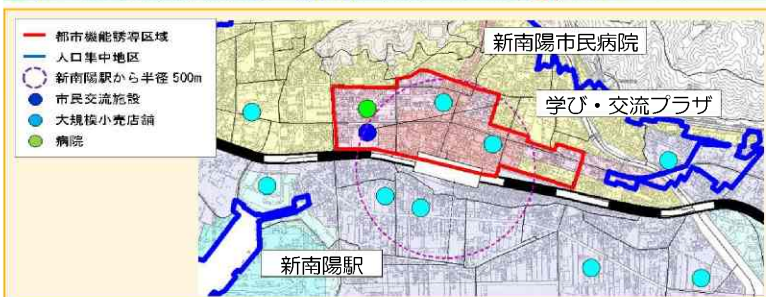 都市機能誘導区域
人口集中地区
新南陽駅から半径500m
市民交流施設
大規模小売店舗
病院
新南陽市民病院
学び・交流プラザ
新南陽駅